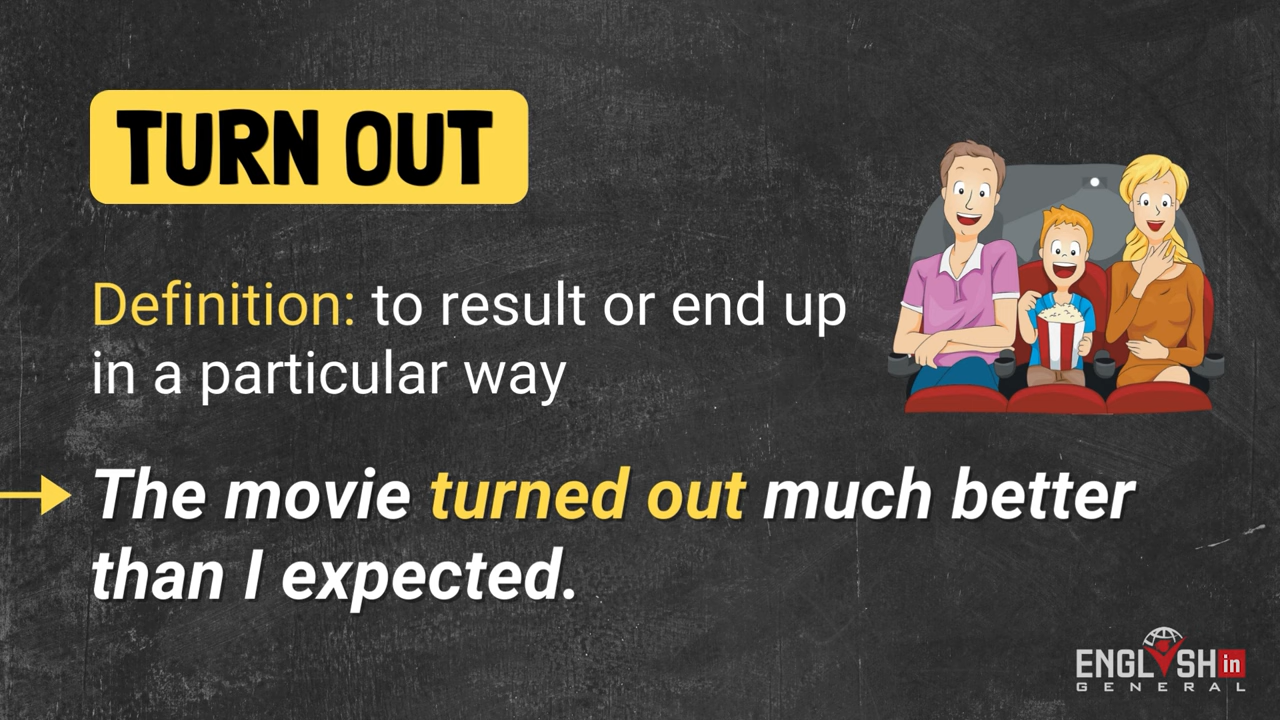 TURN OUT
Definition: to result or end up
in a particular way
The movie turned out much better
than I expected.
ENGLISH in
GENERAL